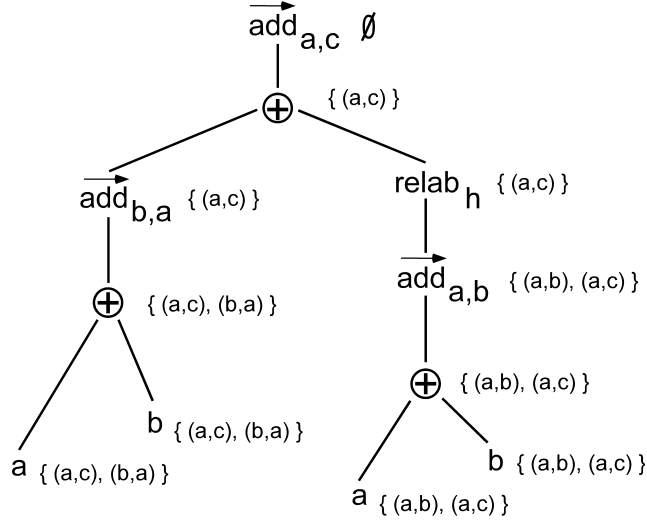 add a,c ∅
⊕ { (a,c) }
add b,a { (a,c) }
relab h { (a,c) }
add a,b { (a,b), (a,c) }
⊕ { (a,c), (b,a) }
⊕ { (a,b), (a,c) }
b { (a,c), (b,a) }
a { (a,c), (b,a) }
b { (a,b), (a,c) }
a { (a,b), (a,c) }